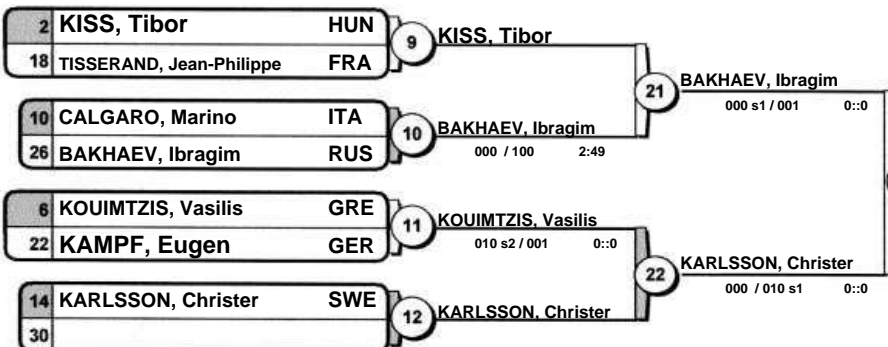 2 KISS, Tibor HUN
18 TISSERAND, Jean-Philippe FRA
9 KISS, Tibor
10 CALGARO, Marino ITA
26 BAKHAEV, Ibragim RUS
10 BAKHAEV, Ibragim
000 / 100 2:49
21 BAKHAEV, Ibragim
000 s1 / 001 0::0
6 KOUIMTZIS, Vasilis GRE
22 KAMPF, Eugen GER
11 KOUIMTZIS, Vasilis
010 s2 / 001 0::0
14 KARLSSON, Christer SWE
30
12 KARLSSON, Christer
22 KARLSSON, Christer
000 / 010 s1 0::0